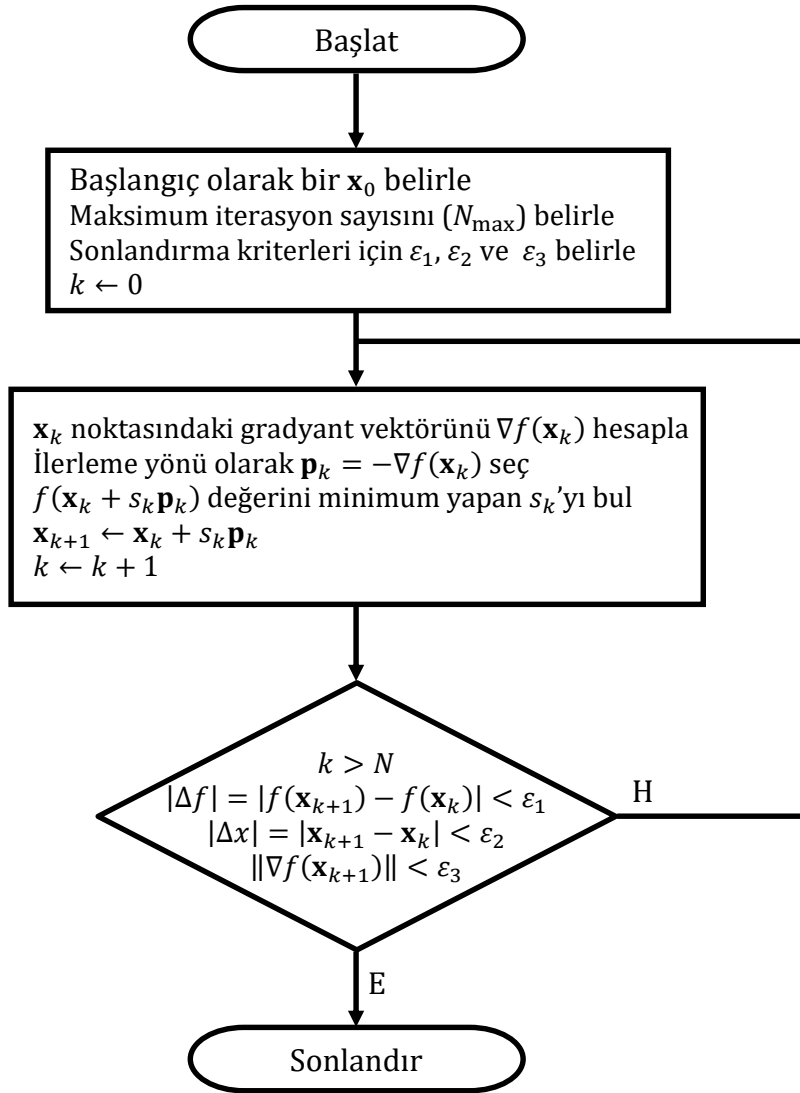 Başlat
Başlangıç olarak bir 𝐱₀ belirle
Maksimum iterasyon sayısını (𝑁ₘₐₓ) belirle
Sonlandırma kriterleri için 𝜀₁, 𝜀₂ ve 𝜀₃ belirle
𝑘 ← 0
𝐱ₖ noktasındaki gradyant vektörünü ∇𝑓(𝐱ₖ) hesapla
İlerleme yönü olarak 𝐩ₖ = −∇𝑓(𝐱ₖ) seç
𝑓(𝐱ₖ + 𝑠ₖ𝐩ₖ) değerini minimum yapan 𝑠ₖ’yı bul
𝐱ₖ₊₁ ← 𝐱ₖ + 𝑠ₖ𝐩ₖ
𝑘 ← 𝑘 + 1
𝑘 > 𝑁
|Δ𝑓| = |𝑓(𝐱ₖ₊₁) − 𝑓(𝐱ₖ)| < 𝜀₁
|Δ𝑥| = |𝐱ₖ₊₁ − 𝐱ₖ| < 𝜀₂
‖∇𝑓(𝐱ₖ₊₁)‖ < 𝜀₃
H
E
Sonlandır